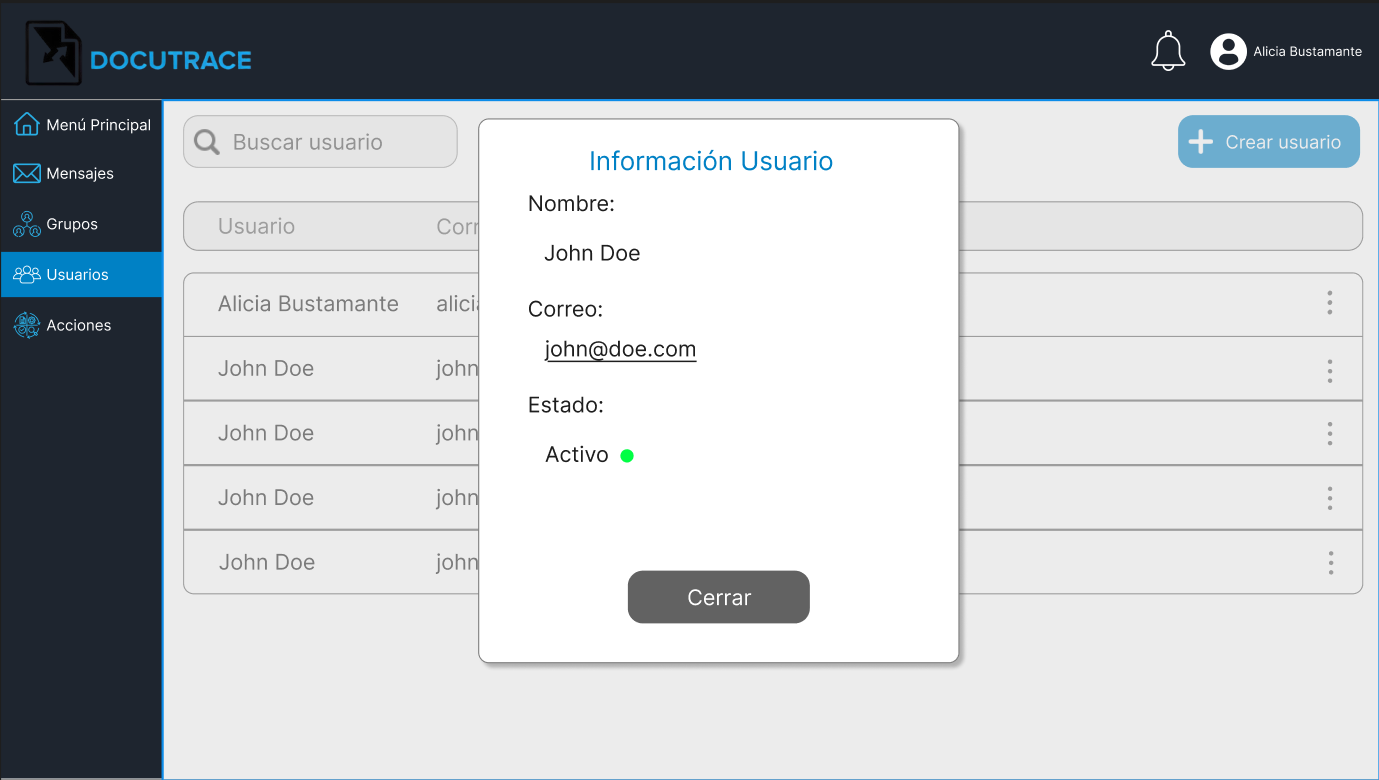 DOCUTRACE
Alicia Bustamante
Menú Principal
Mensajes
Grupos
Usuarios
Acciones
Buscar usuario
Crear usuario
Usuario
Alicia Bustamante
John Doe john
John Doe john
John Doe john
John Doe john
Información Usuario
Nombre:
John Doe
Correo:
john@doe.com
Estado:
Activo
Cerrar